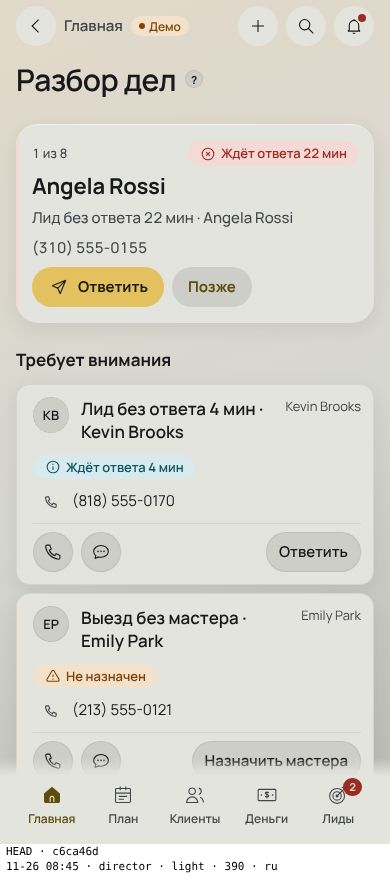 Главная
Демо
Разбор дел
?
1 из 8
Ждёт ответа 22 мин
Angela Rossi
Лид без ответа 22 мин · Angela Rossi
(310) 555-0155
Ответить
Позже
Требует внимания
KB
Лид без ответа 4 мин ·
Kevin Brooks
Kevin Brooks
Ждёт ответа 4 мин
(818) 555-0170
Ответить
EP
Выезд без мастера ·
Emily Park
Emily Park
Не назначен
(213) 555-0121
Назначить мастера
Главная
План
Клиенты
Деньги
2
Лиды
HEAD · c6ca46d
11-26 08:45 · director · light · 390 · ru